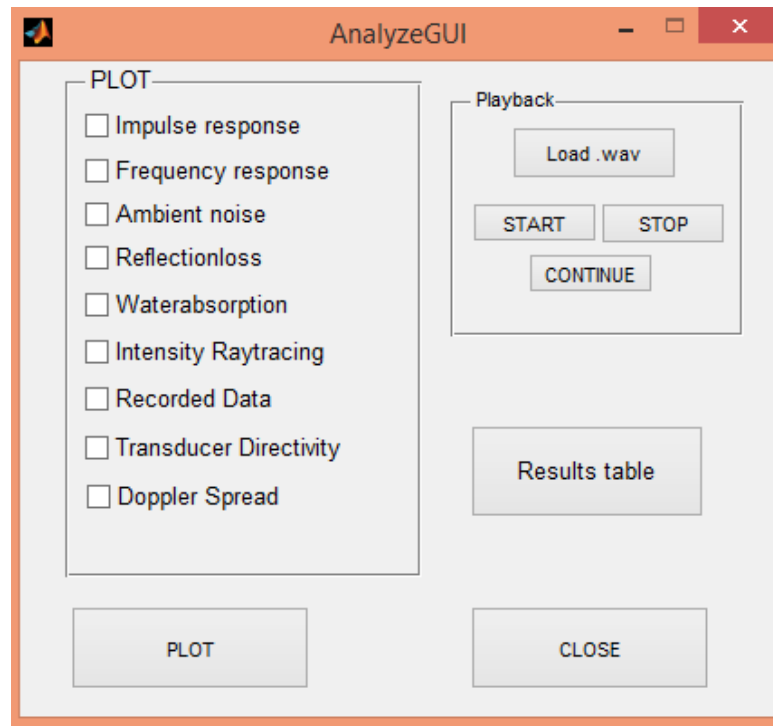 AnalyzeGUI
PLOT
Impulse response
Frequency response
Ambient noise
Reflectionloss
Waterabsorption
Intensity Raytracing
Recorded Data
Transducer Directivity
Doppler Spread
Playback
Load .wav
START STOP
CONTINUE
Results table
PLOT CLOSE